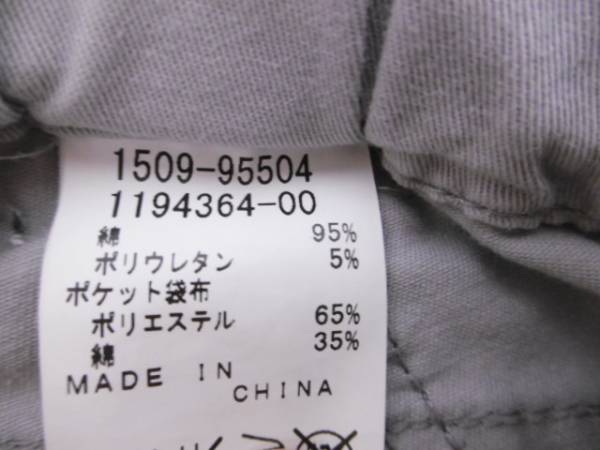 1509-95504
1194364-00
綿 95%
ポリウレタン 5%
ポケット袋布
ポリエステル 65%
綿 35%
MADE IN
CHINA